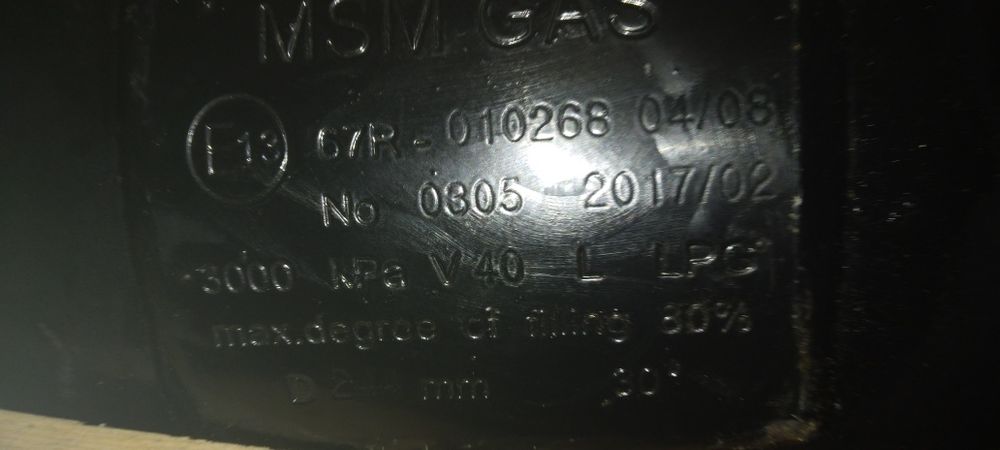 MSM GAS
E13 67R-010268 04/08
No 0305 2017/02
3000 kPa V 40 L LPG
max.degree of filling 80%
D mm 30°